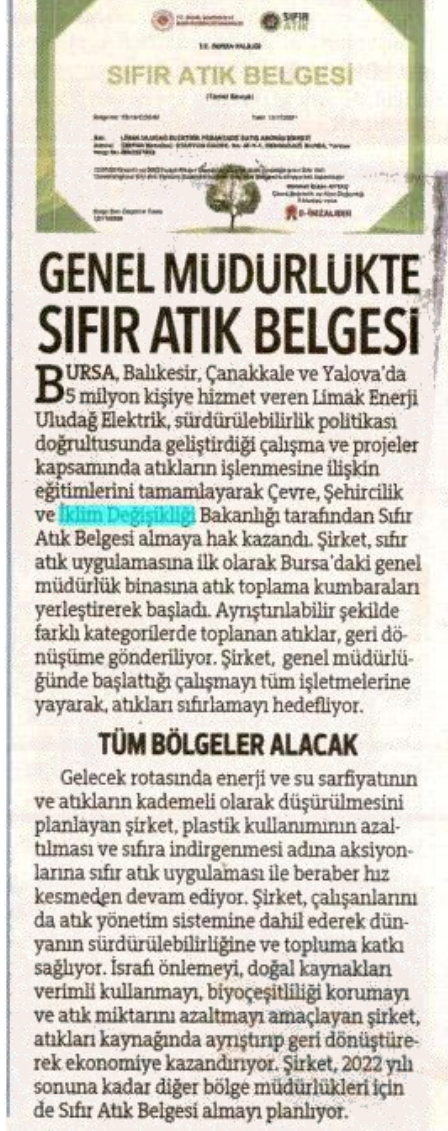 SIFIR ATIK
T.C. BURSA VALİLİĞİ
SIFIR ATIK BELGESİ
(Temel Seviye)
GENEL MÜDÜRLÜKTE
SIFIR ATIK BELGESİ
BURSA, Balıkesir, Çanakkale ve Yalova'da
5 milyon kişiye hizmet veren Limak Enerji
Uludağ Elektrik, sürdürülebilirlik politikası
doğrultusunda geliştirdiği çalışma ve projeler
kapsamında atıkların işlenmesine ilişkin
eğitimlerini tamamlayarak Çevre, Şehircilik
ve İklim Değişikliği Bakanlığı tarafından Sıfır
Atık Belgesi almaya hak kazandı. Şirket, sıfır
atık uygulamasına ilk olarak Bursa'daki genel
müdürlük binasına atık toplama kumbaraları
yerleştirerek başladı. Ayrıştırılabilir şekilde
farklı kategorilerde toplanan atıklar, geri dö-
nüşüme gönderiliyor. Şirket, genel müdürlü-
ğünde başlattığı çalışmayı tüm işletmelerine
yayarak, atıkları sıfırlamayı hedefliyor.
TÜM BÖLGELER ALACAK
Gelecek rotasında enerji ve su sarfiyatının
ve atıkların kademeli olarak düşürülmesini
planlayan şirket, plastik kullanımının azal-
tılması ve sıfıra indirgenmesi adına aksiyon-
larına sıfır atık uygulaması ile beraber hız
kesmeden devam ediyor. Şirket, çalışanlarını
da atık yönetim sistemine dahil ederek dün-
yanın sürdürülebilirliğine ve topluma katkı
sağlıyor. İsrafı önlemeyi, doğal kaynakları
verimli kullanmayı, biyoçeşitliliği korumayı
ve atık miktarını azaltmayı amaçlayan şirket,
atıkları kaynağında ayrıştırıp geri dönüştüre-
rek ekonomiye kazandırıyor. Şirket, 2022 yılı
sonuna kadar diğer bölge müdürlükleri için
de Sıfır Atık Belgesi almayı planlıyor.